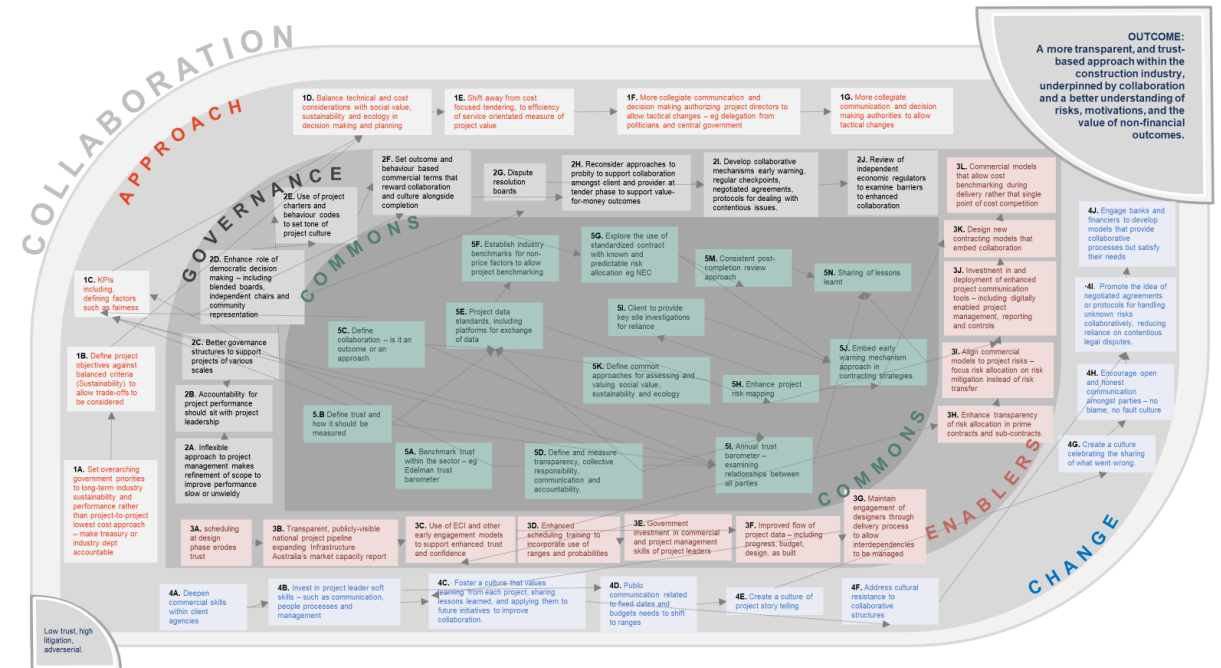 COLLABORATION
APPROACH
GOVERNANCE
COMMONS
OUTCOME:
A more transparent, and trust-
based approach within the
construction industry,
underpinned by collaboration
and a better understanding of
risks, motivations, and the
value of non-financial
outcomes.
1D. Balance technical and cost
considerations with social value,
sustainability and ecology in
decision making and planning
1E. Shift away from cost
focused tendering, to efficiency
of service orientated measure of
project value
1F. More collegiate communication and
decision making authorizing project directors to
allow tactical changes – eg delegation from
politicians and central government
1G. More collegiate
communication and decision
making authorities to allow
tactical changes
2F. Set outcome and
behaviour based
commercial terms that
reward collaboration
and culture alongside
completion
2G. Dispute
resolution
boards
2H. Reconsider approaches to
probity to support collaboration
amongst client and provider at
tender phase to support value-
for-money outcomes
2I. Develop collaborative
mechanisms early warning,
regular checkpoints,
negotiated agreements,
protocols for dealing with
contentious issues.
2J. Review of
independent
economic regulators
to examine barriers
to enhanced
collaboration
3L. Commercial models
that allow cost
benchmarking during
delivery rather that single
point of cost competition
2E. Use of project
charters and
behaviour codes
to set tone of
project culture
4J. Engage banks and
financiers to develop
models that provide
collaborative
processes but satisfy
their needs
3K. Design new
contracting models that
embed collaboration
5F. Establish industry
benchmarks for non-
price factors to allow
project benchmarking
5G. Explore the use of
standardized contract
with known and
predictable risk
allocation eg NEC
5M. Consistent post-
completion review
approach
5N. Sharing of lessons
learnt
2D. Enhance role of
democratic decision
making – including
blended boards,
independent chairs and
community
representation
1C. KPIs
including,
defining factors
such as fairness
3J. Investment in and
deployment of enhanced
project communication
tools – including digitally
enabled project
management, reporting
and controls
·4I. Promote the idea of
negotiated agreements
or protocols for handling
unknown risks
collaboratively, reducing
reliance on contentious
legal disputes.
5C. Define
collaboration – is it an
outcome or an
approach
5E. Project data
standards, including
platforms for exchange
of data
5I. Client to provide
key site investigations
for reliance
2C. Better governance
structures to support
projects of various
scales
1B. Define project
objectives against
balanced criteria
(Sustainability) to
allow trade-offs to
be considered
5K. Define common
approaches for assessing and
valuing social value,
sustainability and ecology
5H. Enhance project
risk mapping
5J. Embed early
warning mechanism
approach in
contracting strategies
3I. Align commercial
models to project risks –
focus risk allocation on risk
mitigation instead of risk
transfer
4H. Encourage open
and honest
communication
amongst parties – no
blame, no fault culture
2B. Accountability for
project performance
should sit with project
leadership
5.B Define trust and
how it should be
measured
3H. Enhance transparency
of risk allocation in prime
contracts and sub-contracts.
2A. Inflexible
approach to project
management makes
refinement of scope to
improve performance
slow or unwieldy
5A. Benchmark trust
within the sector – eg
Edelman trust
barometer
5D. Define and measure
transparency, collective
responsibility,
communication and
accountability.
5I. Annual trust
barometer –
examining
relationships between
all parties
4G. Create a culture
celebrating the sharing
of what went wrong.
COMMONS
ENABLERS
CHANGE
1A. Set overarching
government priorities
to long-term industry
sustainability and
performance rather
than project-to-project
lowest cost approach
– make treasury or
industry dept
accountable
3A. scheduling
at design
phase erodes
trust
3B. Transparent, publicly-visible
national project pipeline
expanding Infrastructure
Australia's market capacity report
3C. Use of ECI and other
early engagement models
to support enhanced trust
and confidence
3D. Enhanced
scheduling training to
incorporate use of
ranges and probabilities
3E. Government
investment in commercial
and project management
skills of project leaders
3F. Improved flow of
project data – including
progress, budget,
design, as built
3G. Maintain
engagement of
designers through
delivery process
to allow
interdependencies
to be managed
4A. Deepen
commercial skills
within client
agencies
4B. Invest in project leader soft
skills – such as communication,
people processes and
management
4C. Foster a culture that values
learning from each project, sharing
lessons learned, and applying them to
future initiatives to improve
collaboration.
4D. Public
communication related
to fixed dates and
budgets needs to shift
to ranges
4E. Create a culture of
project story telling
4F. Address cultural
resistance to
collaborative
structures
Low trust, high
litigation,
adverserial.